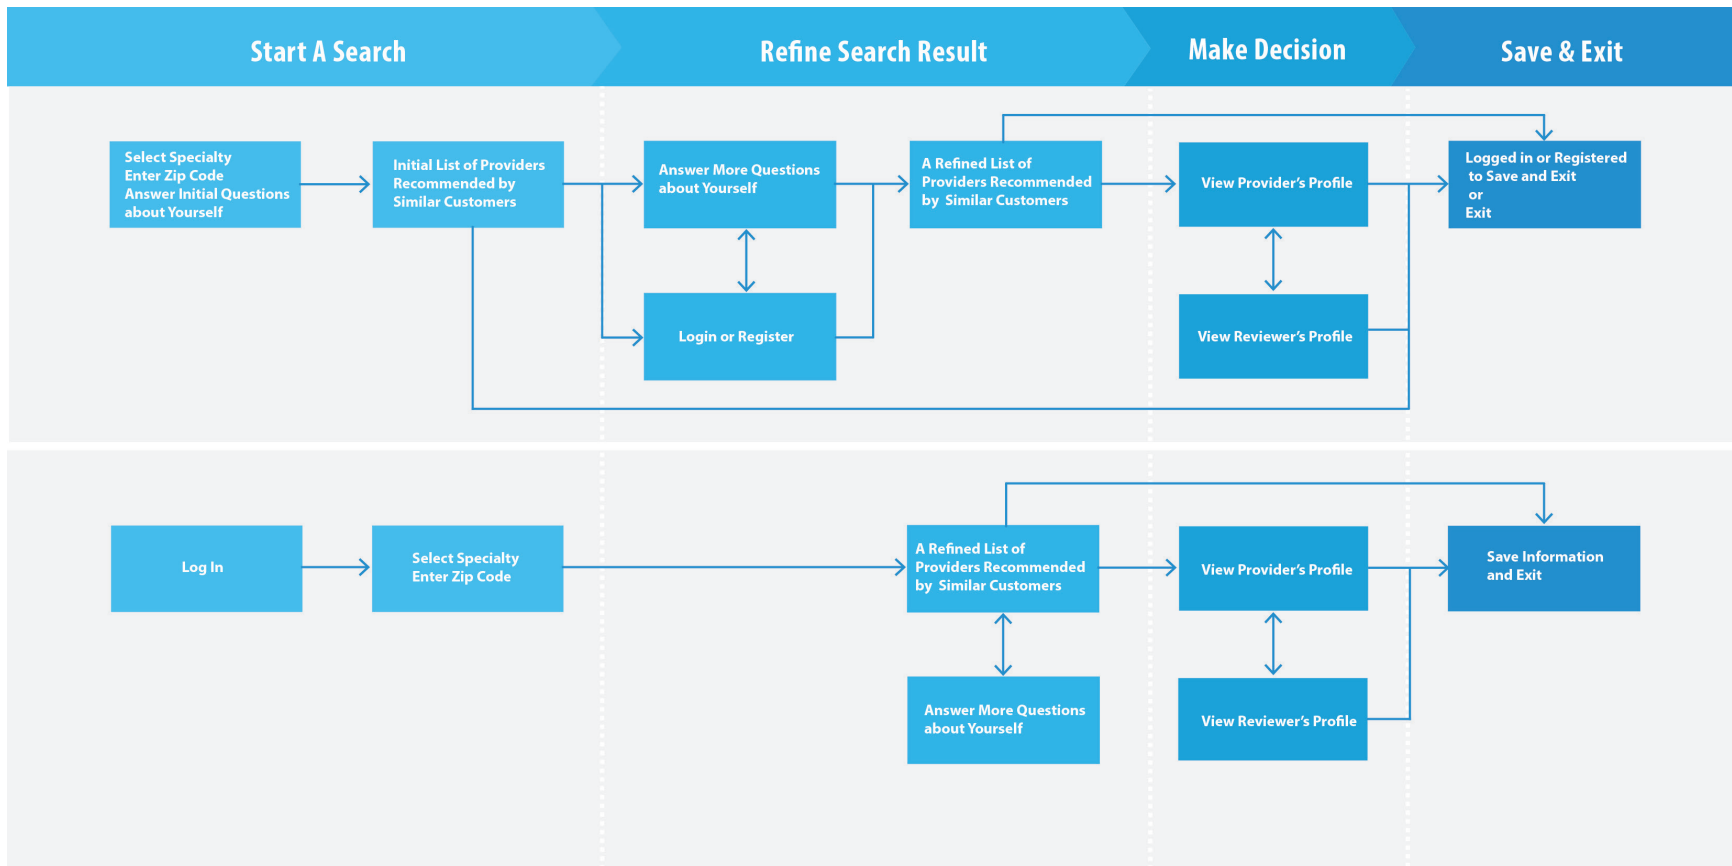 Start A Search
Refine Search Result
Make Decision
Save & Exit
Select Specialty
Enter Zip Code
Answer Initial Questions
about Yourself
Initial List of Providers
Recommended by
Similar Customers
Answer More Questions
about Yourself
Login or Register
A Refined List of
Providers Recommended
by Similar Customers
View Provider’s Profile
View Reviewer’s Profile
Logged in or Registered
to Save and Exit
or
Exit
Log In
Select Specialty
Enter Zip Code
A Refined List of
Providers Recommended
by Similar Customers
Answer More Questions
about Yourself
View Provider’s Profile
View Reviewer’s Profile
Save Information
and Exit